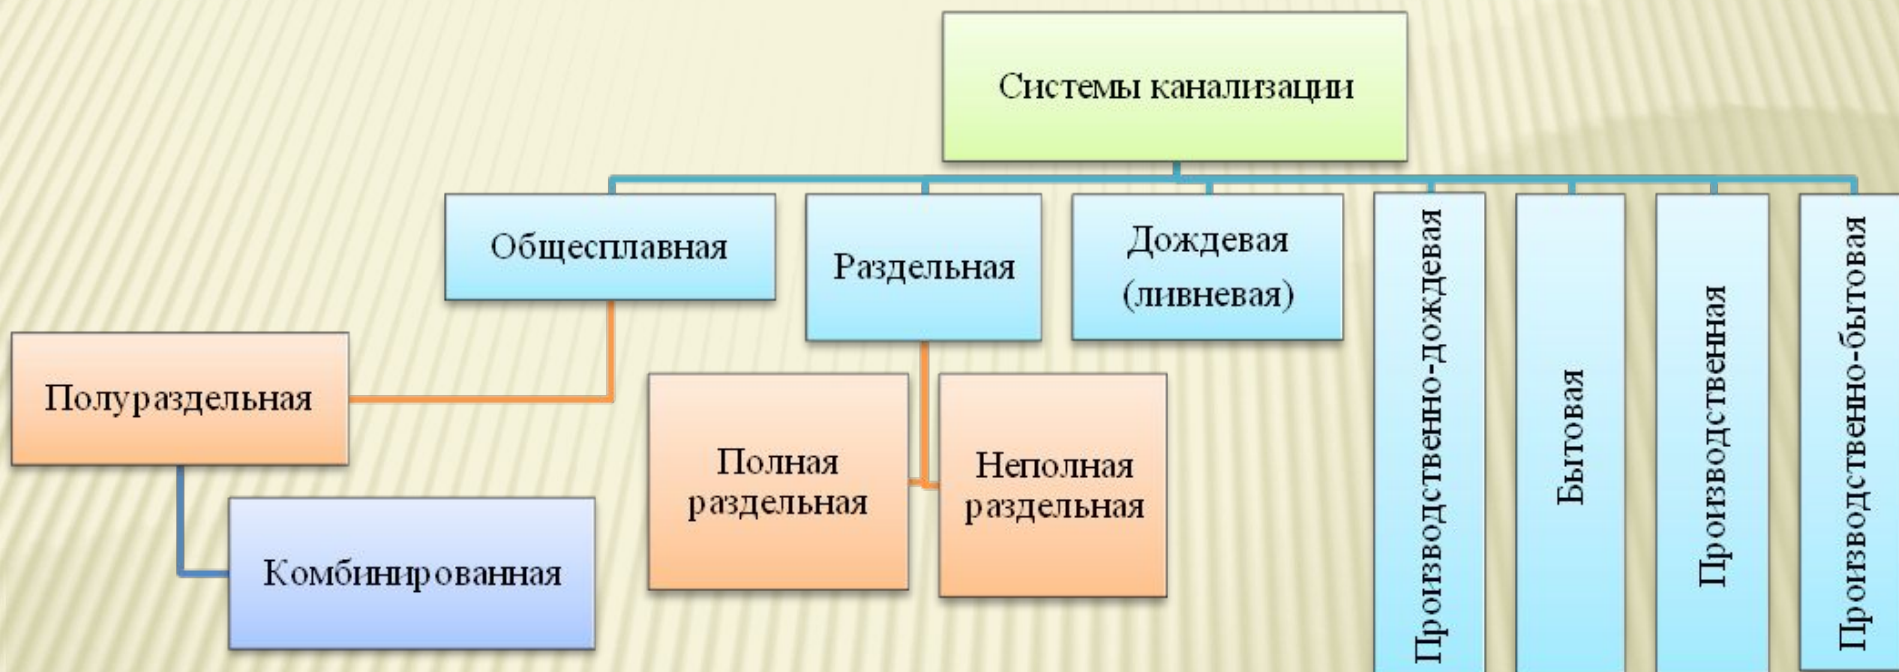 Системы канализации
Общесплавная
Раздельная
Дождевая
(ливневая)
Производственно-дождевая
Бытовая
Производственная
Производственно-бытовая
Полураздельная
Полная
раздельная
Неполная
раздельная
Комбинированная